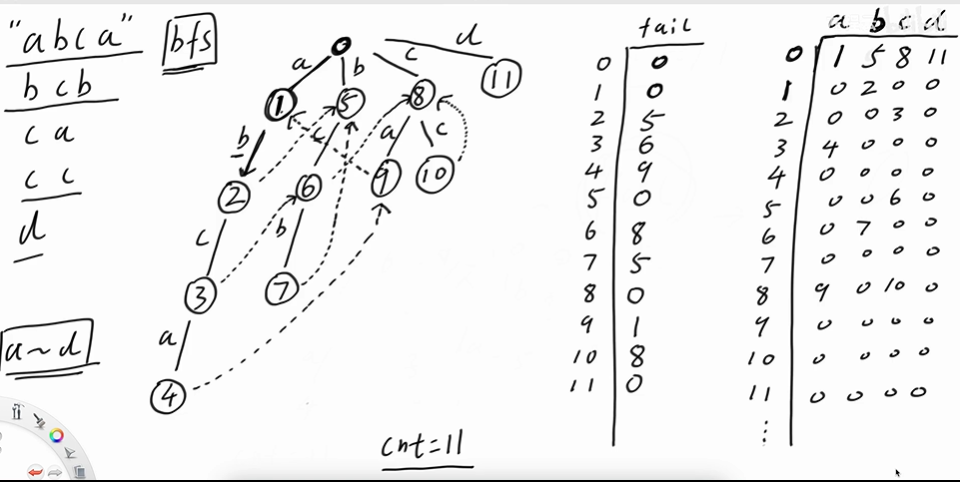 "abca"
bcb
ca
cc
d
a~d
bfs
a
b
c
d
b
c
a
c
c
b
a
0
1
5
8
11
2
6
9
10
3
7
4
cnt=11
tail
0 0
1 0
2 5
3 6
4 9
5 0
6 8
7 5
8 0
9 1
10 8
11 0
a b c d
0 1 5 8 11
1 0 2 0 0
2 0 0 3 0
3 4 0 0 0
4 0 0 0 0
5 0 0 6 0
6 0 7 0 0
7 0 0 0 0
8 9 0 10 0
9 0 0 0 0
10 0 0 0 0
11 0 0 0 0
⋮